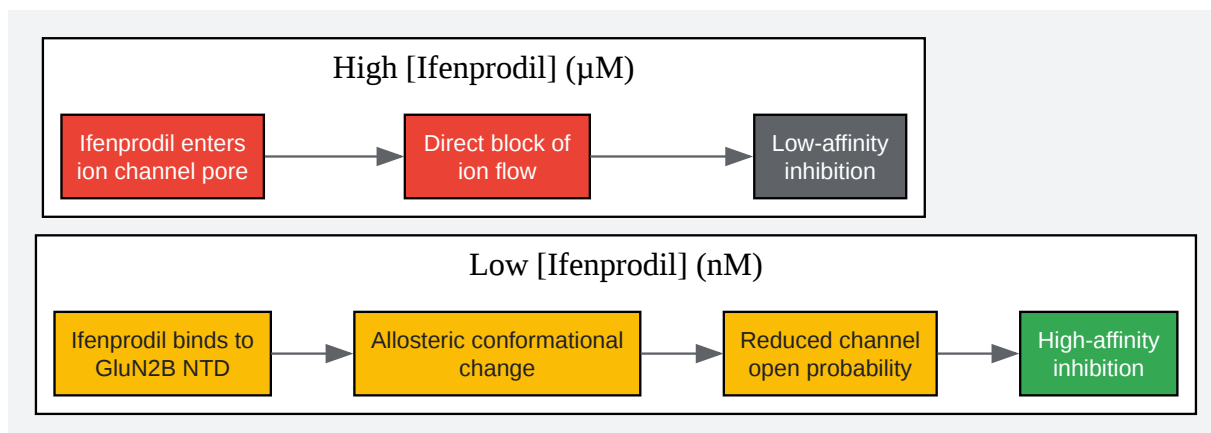 High [Ifenprodil] (µM)
Ifenprodil enters
ion channel pore
Direct block of
ion flow
Low-affinity
inhibition
Low [Ifenprodil] (nM)
Ifenprodil binds to
GluN2B NTD
Allosteric conformational
change
Reduced channel
open probability
High-affinity
inhibition